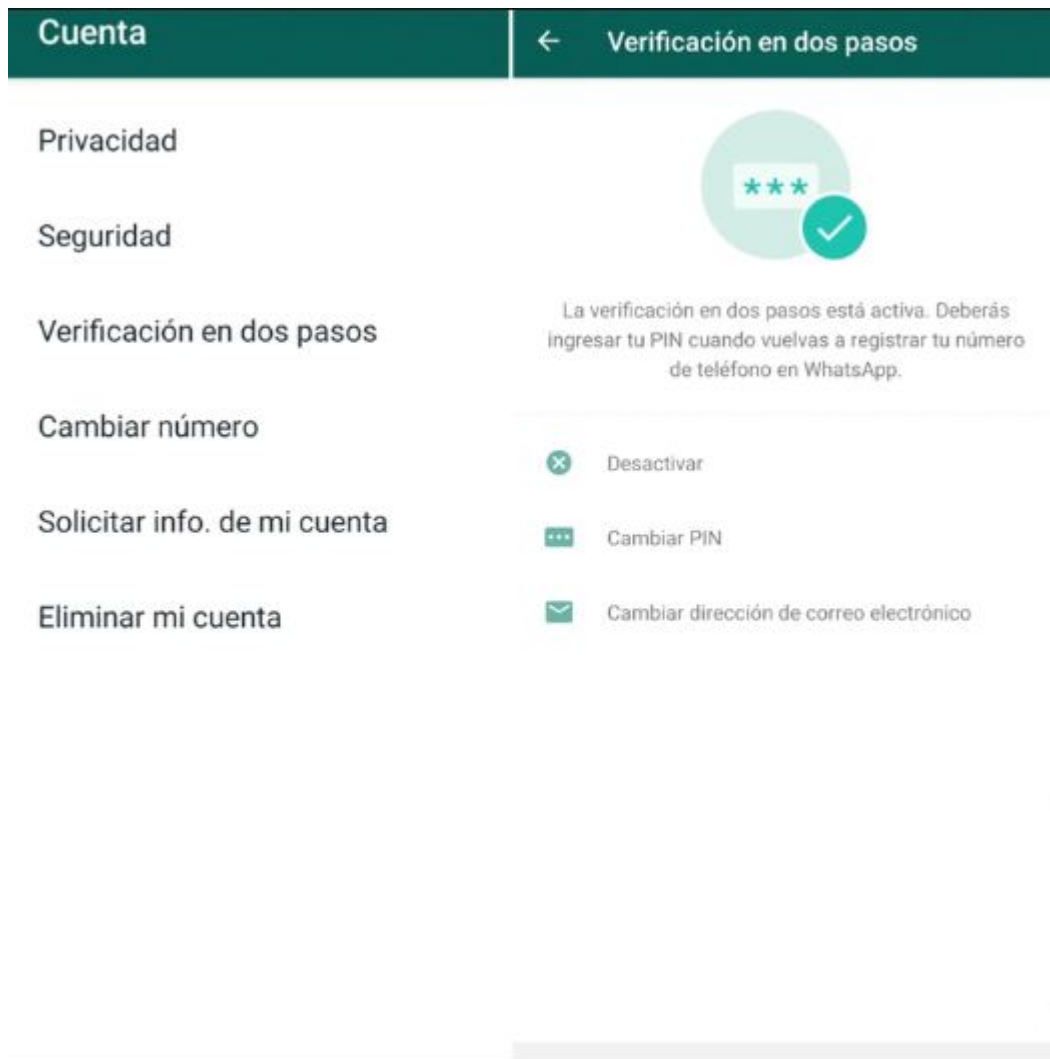 Cuenta
Privacidad
Seguridad
Verificación en dos pasos
Cambiar número
Solicitar info. de mi cuenta
Eliminar mi cuenta
Verificación en dos pasos
***
La verificación en dos pasos está activa. Deberás
ingresar tu PIN cuando vuelvas a registrar tu número
de teléfono en WhatsApp.
Desactivar
Cambiar PIN
Cambiar dirección de correo electrónico